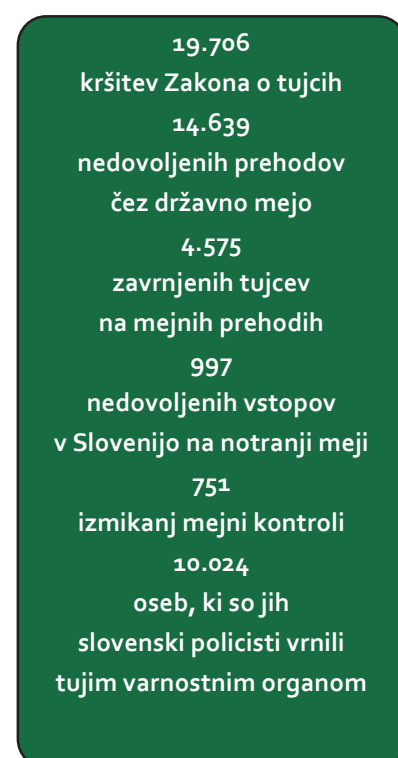 19.706
kršitev Zakona o tujcih
14.639
nedovoljenih prehodov
čez državno mejo
4.575
zavrnjenih tujcev
na mejnih prehodih
997
nedovoljenih vstopov
v Slovenijo na notranji meji
751
izmikanj mejni kontroli
10.024
oseb, ki so jih
slovenski policisti vrnili
tujim varnostnim organom